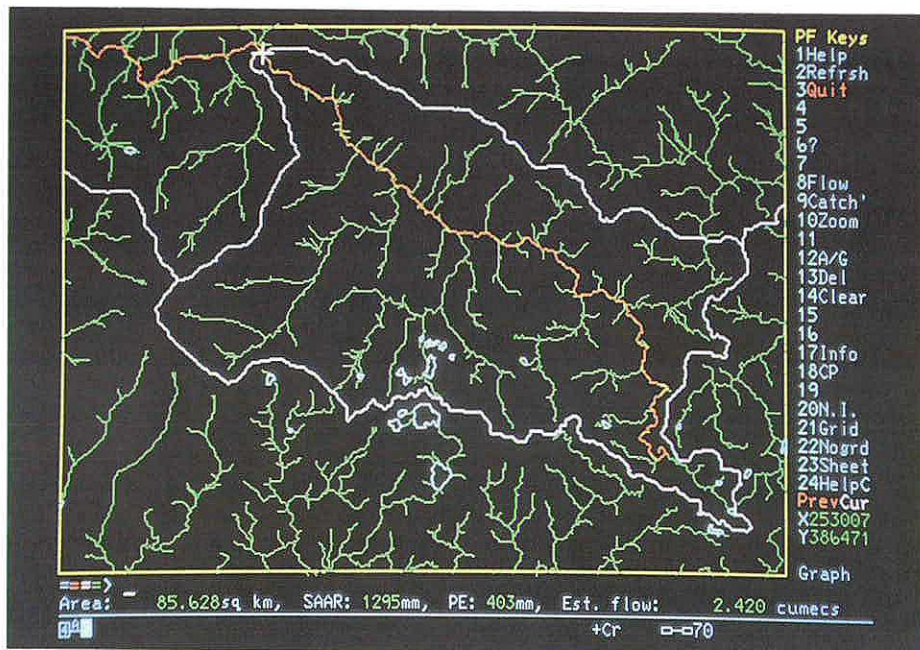 PF Keys
1Help
2Refrsh
3Quit
4
5
6?
7
8Flow
9Catch'
10Zoom
11
12A/G
13Del
14Clear
15
16
17Info
18CP
19
20N.I.
21Grid
22Nogrd
23Sheet
24HelpC
PrevCur
X253007
Y386471
Graph
====>
Area: 85.628sq km, SAAR: 1295mm, PE: 403mm, Est. flow: 2.420 cumecs
+Cr 70